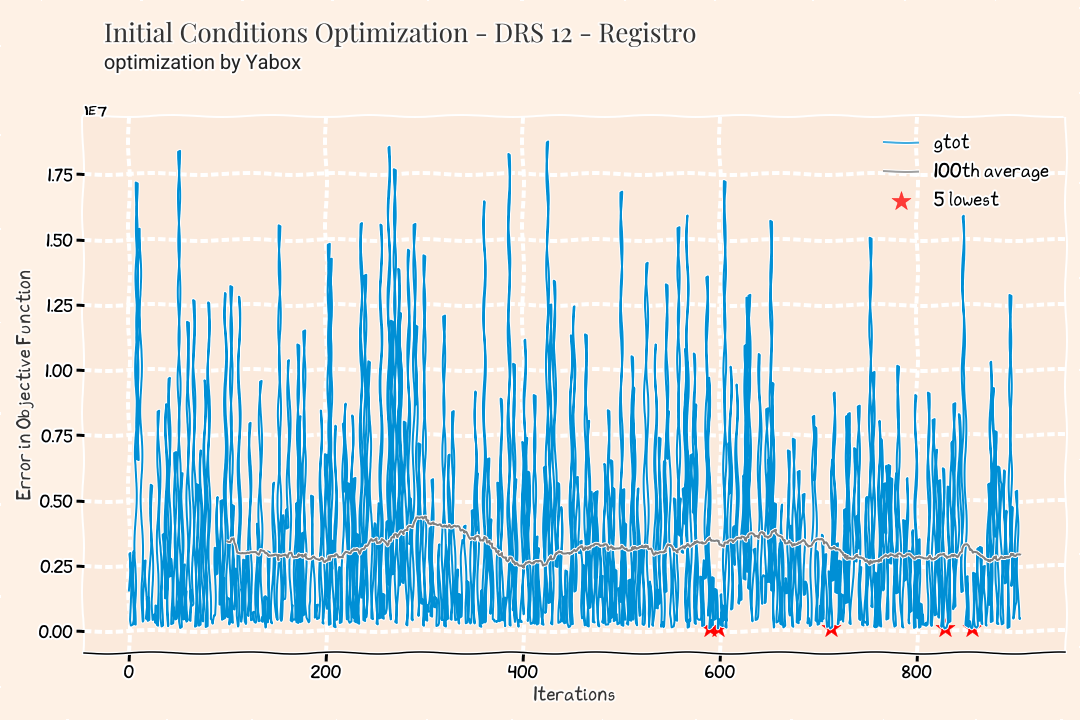 Initial Conditions Optimization - DRS 12 - Registro
optimization by Yabox
1E7
gtot
100th average
5 lowest
1.75
1.50
1.25
1.00
0.75
0.50
0.25
0.00
Error in Objective Function
0 200 400 600 800
Iterations